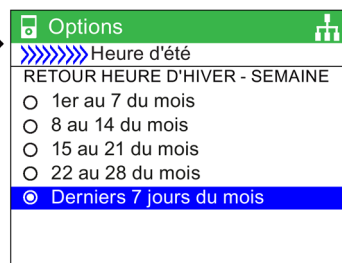 Options
Heure d'été
RETOUR HEURE D'HIVER - SEMAINE
1er au 7 du mois
8 au 14 du mois
15 au 21 du mois
22 au 28 du mois
Derniers 7 jours du mois